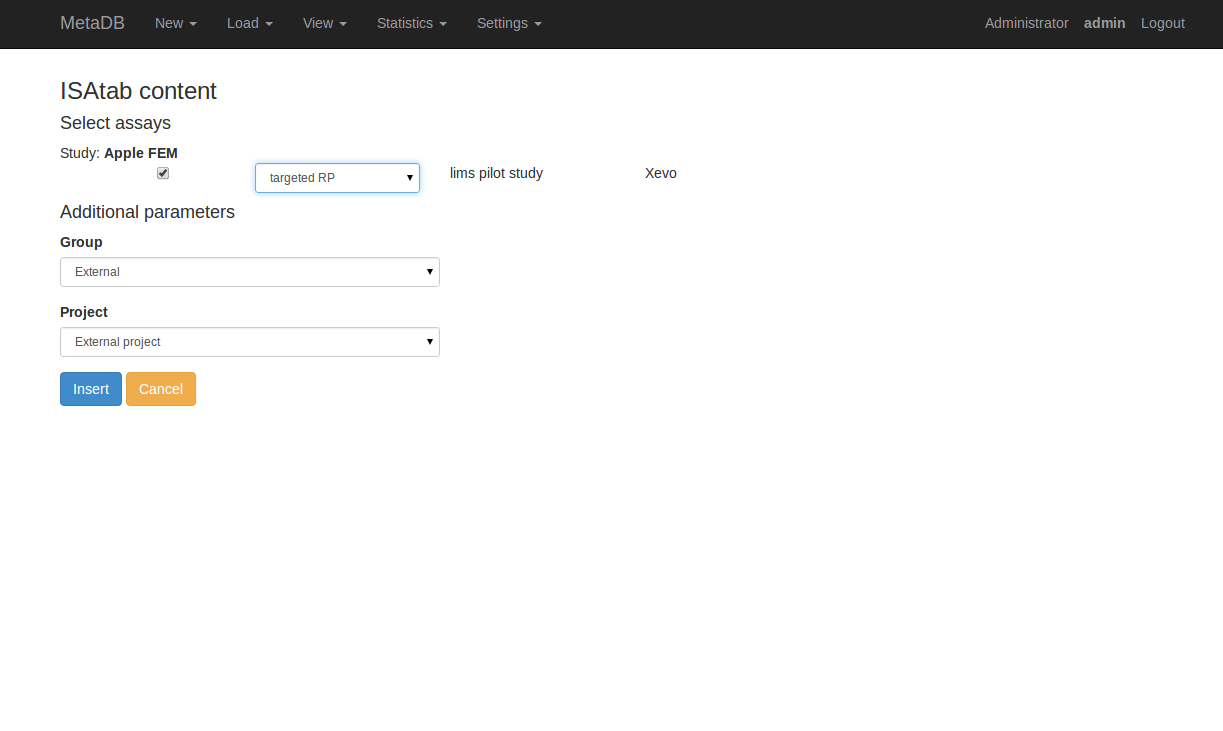 MetaDB New Load View Statistics Settings Administrator admin Logout
ISAtab content
Select assays
Study: Apple FEM
targeted RP lims pilot study Xevo
Additional parameters
Group
External
Project
External project
Insert Cancel